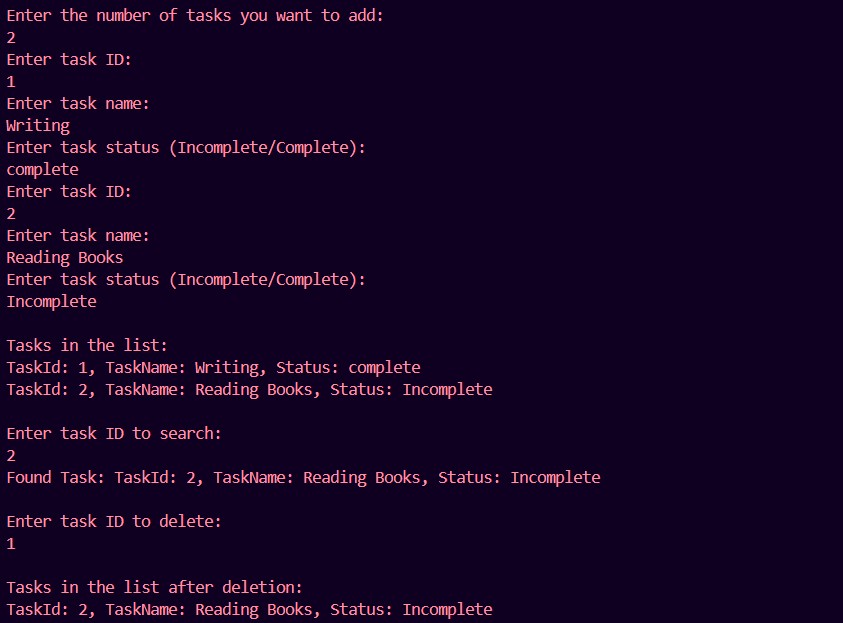 Enter the number of tasks you want to add:
2
Enter task ID:
1
Enter task name:
Writing
Enter task status (Incomplete/Complete):
complete
Enter task ID:
2
Enter task name:
Reading Books
Enter task status (Incomplete/Complete):
Incomplete
Tasks in the list:
TaskId: 1, TaskName: Writing, Status: complete
TaskId: 2, TaskName: Reading Books, Status: Incomplete
Enter task ID to search:
2
Found Task: TaskId: 2, TaskName: Reading Books, Status: Incomplete
Enter task ID to delete:
1
Tasks in the list after deletion:
TaskId: 2, TaskName: Reading Books, Status: Incomplete